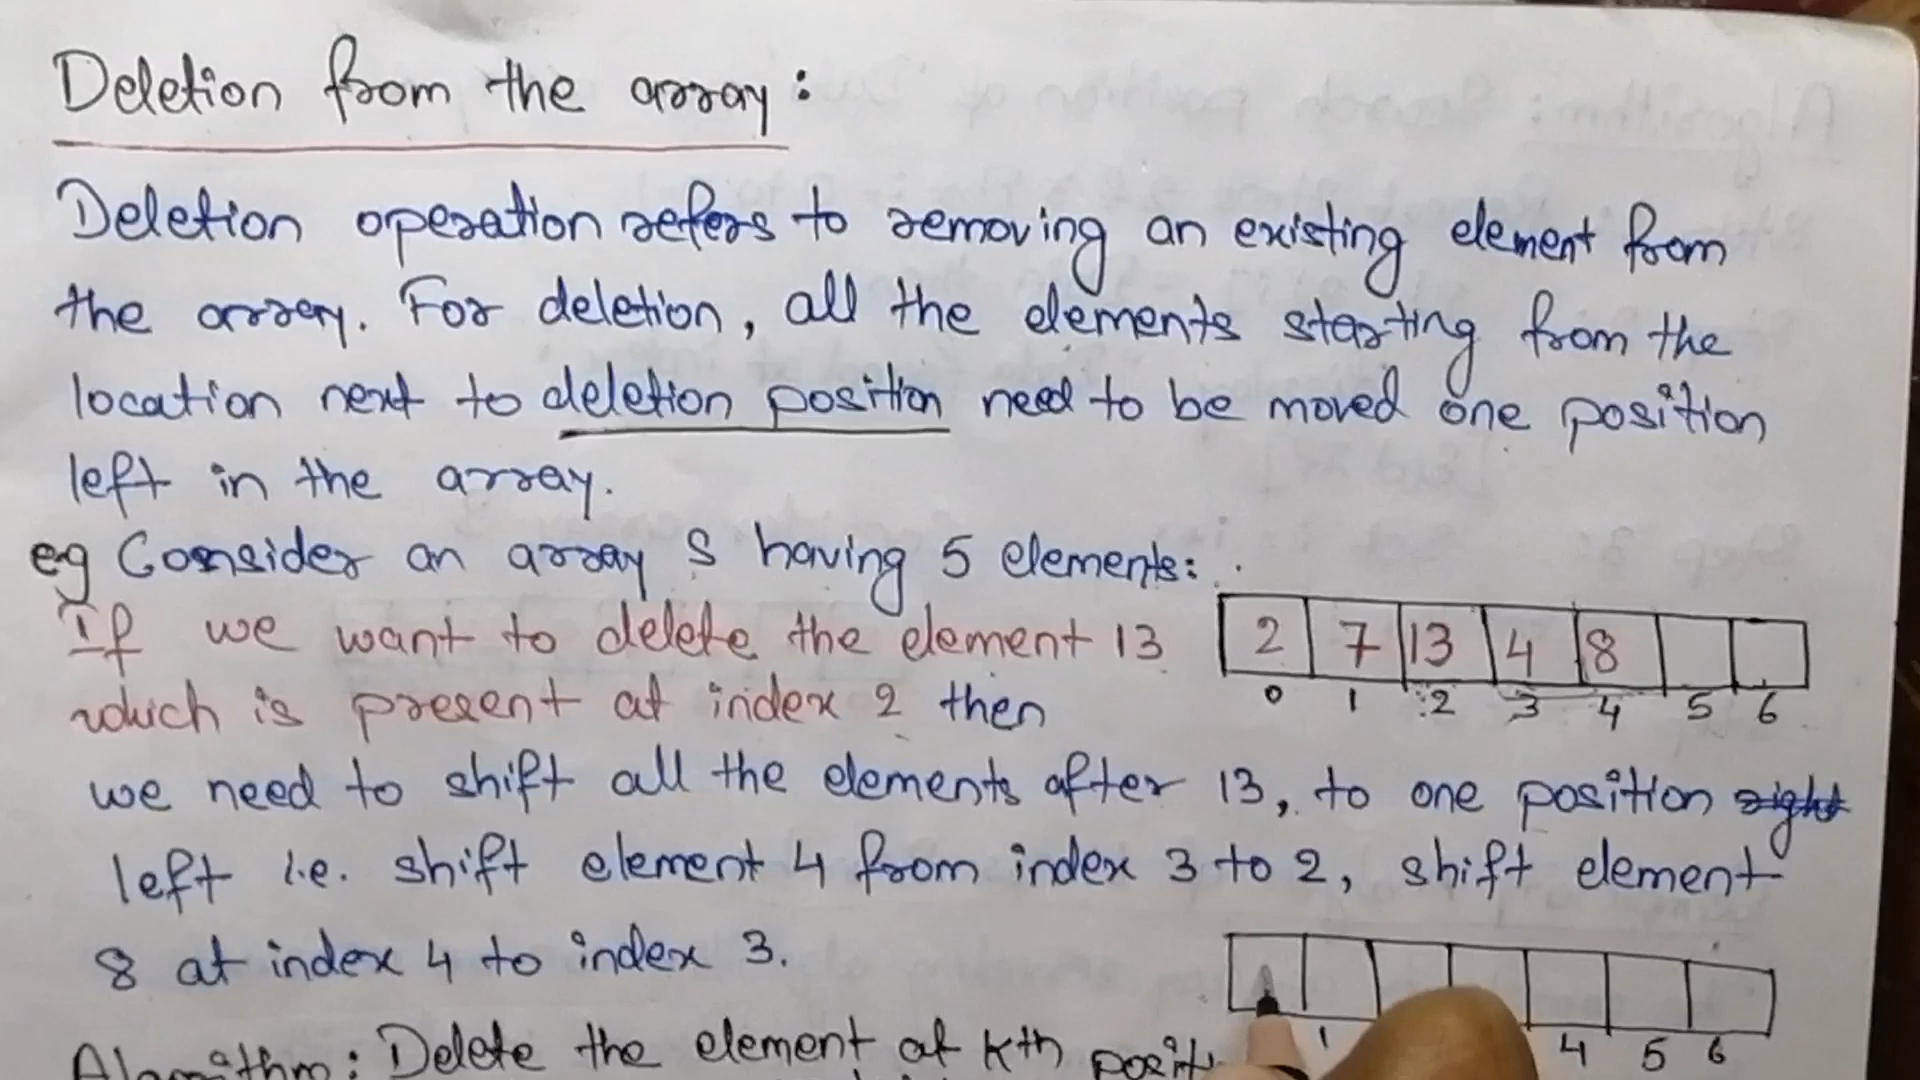 Deletion from the array:
Deletion operation refers to removing an existing element from
the array. For deletion, all the elements starting from the
location next to deletion position need to be moved one position
left in the array.
eg Consider an array S having 5 elements:
If we want to delete the element 13
2 7 13 4 8
which is present at index 2 then
0 1 2 3 4 5 6
we need to shift all the elements after 13, to one position right
left i.e. shift element 4 from index 3 to 2, shift element
8 at index 4 to index 3.
1 4 5 6
Algorithm: Delete the element at Kth